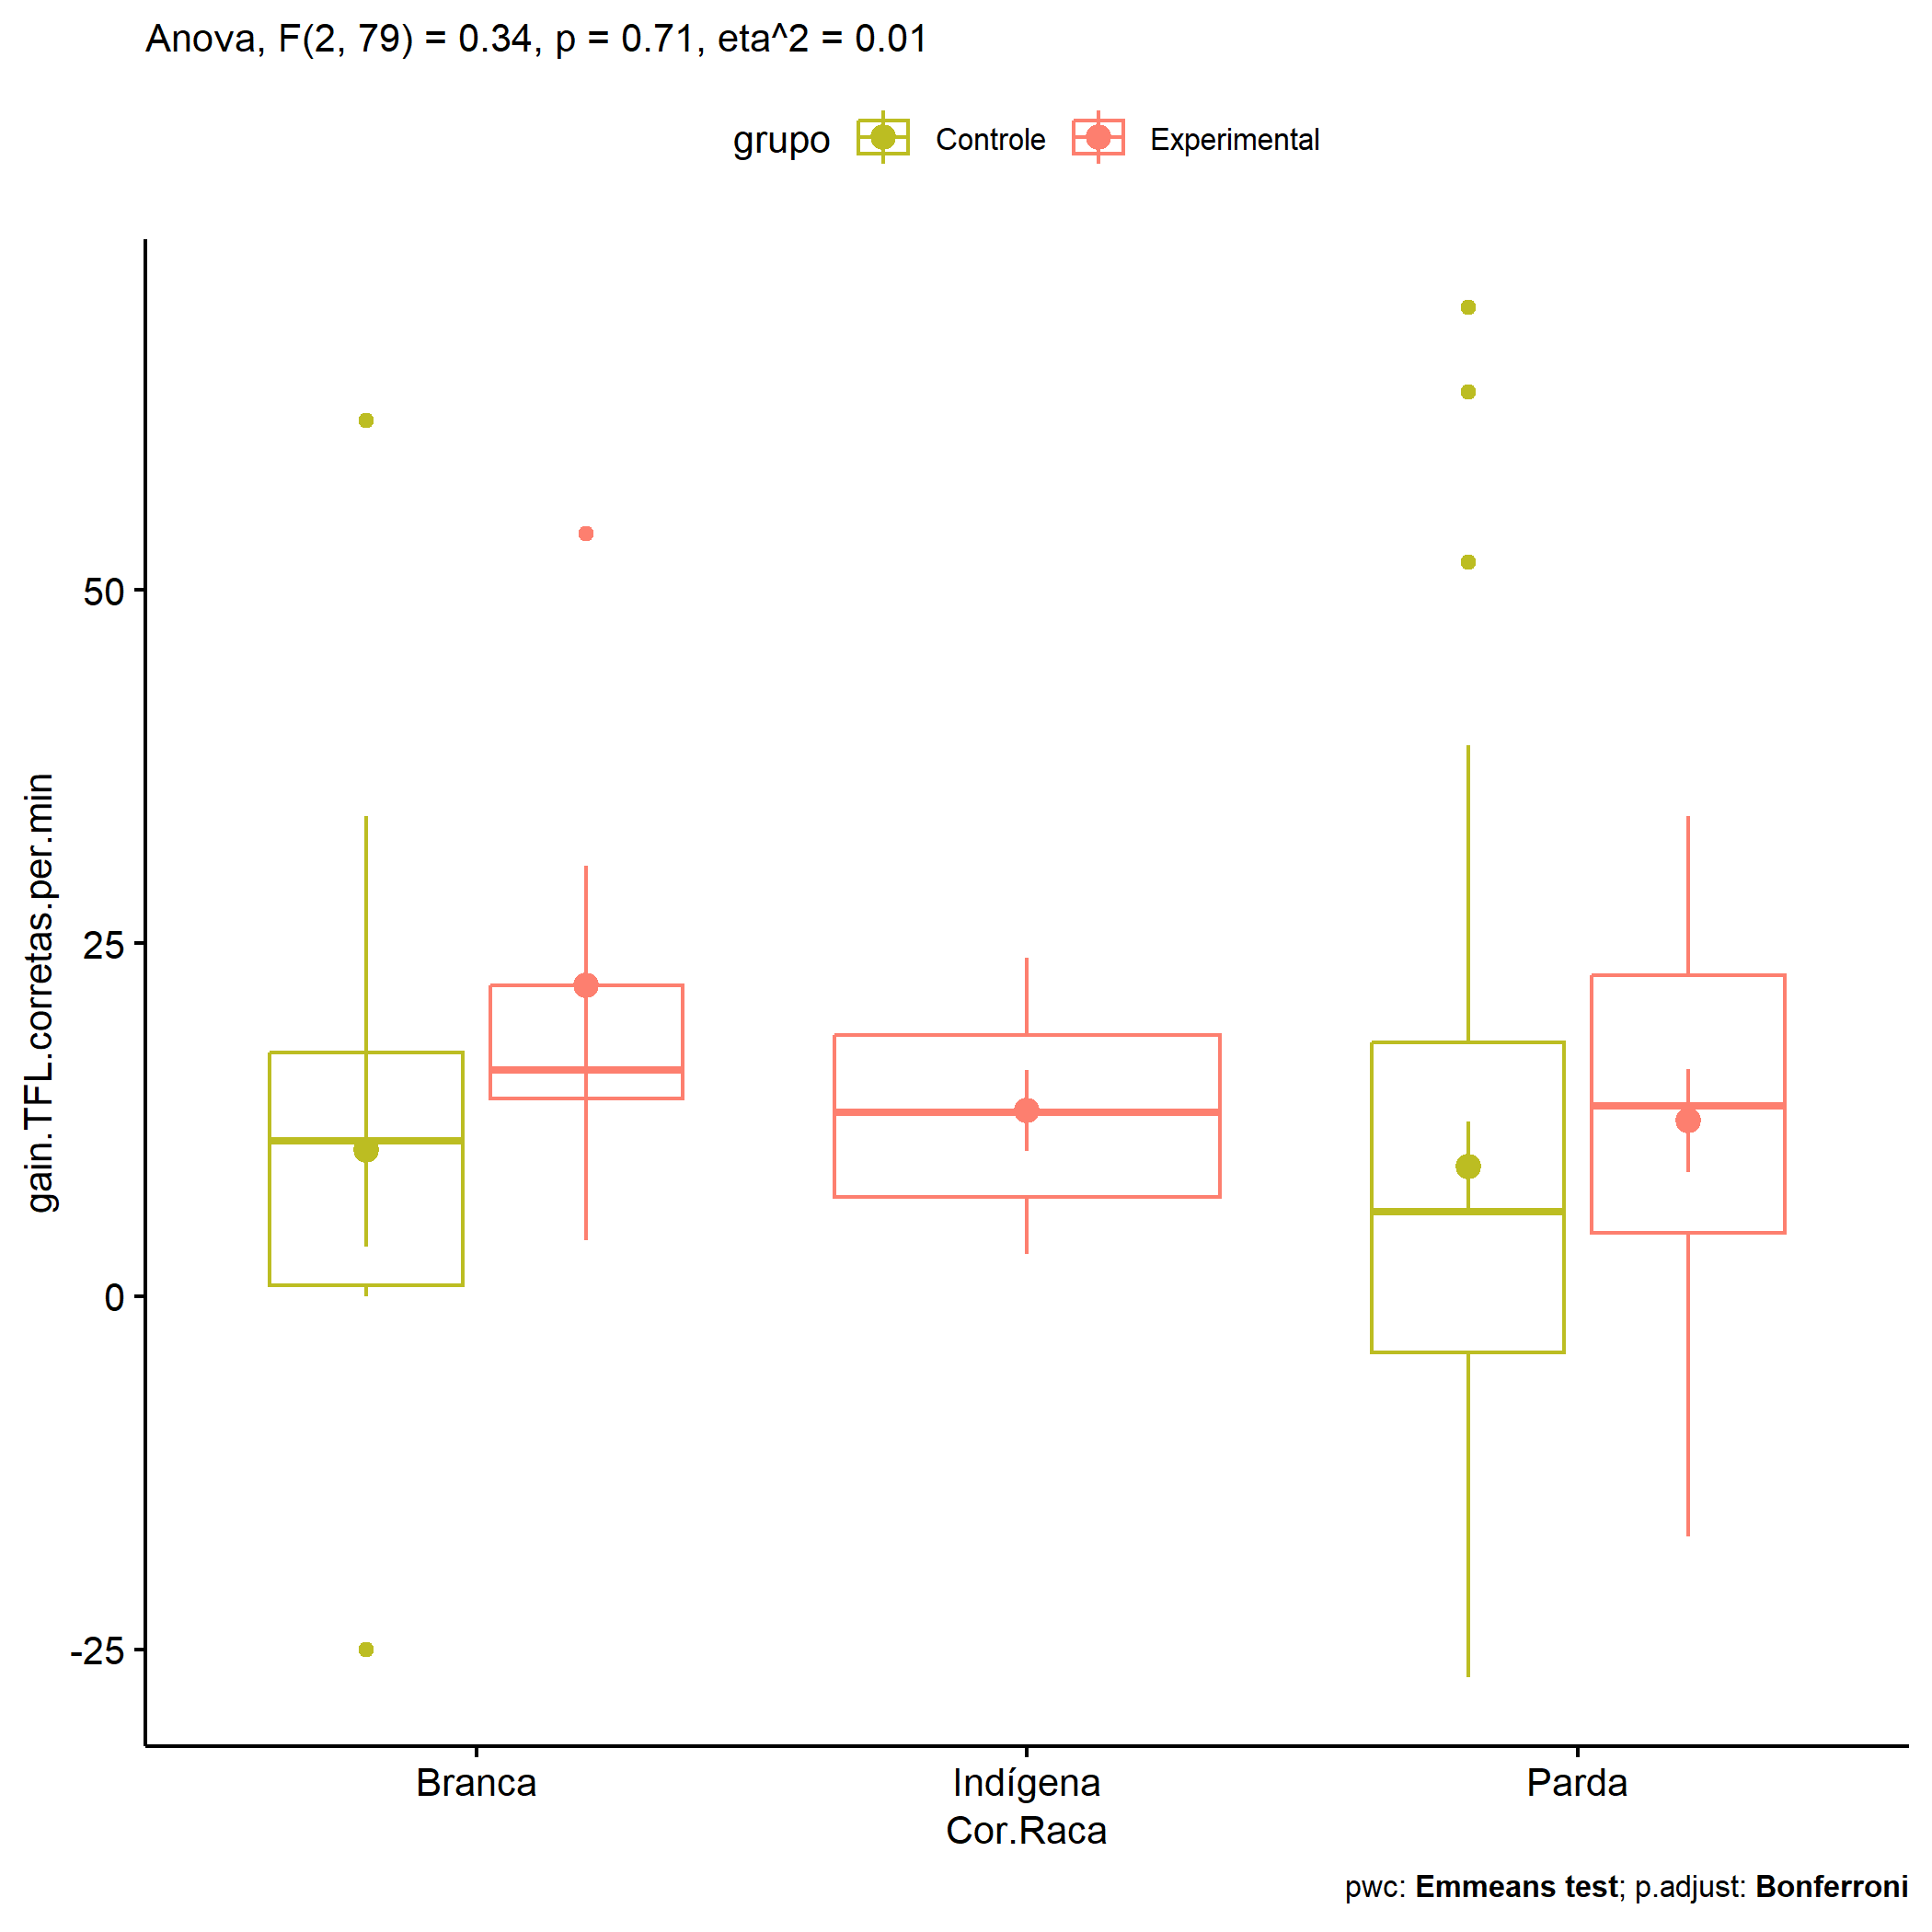 Anova, F(2, 79) = 0.34, p = 0.71, eta^2 = 0.01
grupo Controle Experimental
gain.TFL.corretas.per.min
50
25
0
-25
Branca Indígena Parda
Cor.Raca
pwc: Emmeans test; p.adjust: Bonferroni